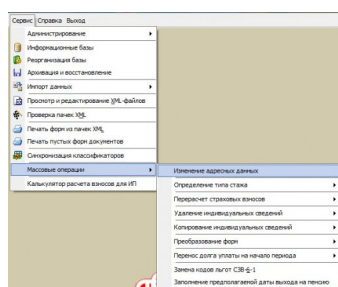 Сервис Справка Выход
Администрирование
Информационные базы
Реорганизация базы
Архивация и восстановление
Импорт данных
Просмотр и редактирование XML-файлов
Проверка пачек XML
Печать форм из пачек XML
Печать пустых форм документов
Синхронизация классификаторов
Массовые операции
Калькулятор расчета взносов для ИП
Изменение адресных данных
Определение типа стажа
Перерасчет страховых взносов
Удаление индивидуальных сведений
Копирование индивидуальных сведений
Преобразование форм
Перенос долга уплаты на начало периода
Замена кодов льгот СЗВ-6-1
Заполнение предполагаемой даты выхода на пенсию